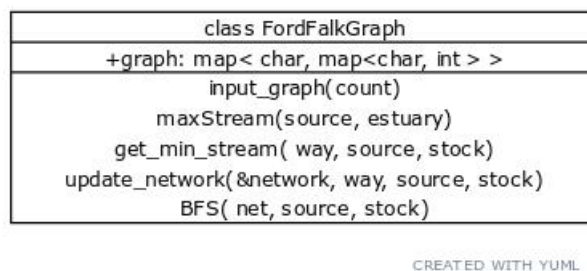 class FordFalkGraph
+graph: map< char, map<char, int > >
input_graph(count)
maxStream(source, estuary)
get_min_stream( way, source, stock)
update_network(&network, way, source, stock)
BFS( net, source, stock)
CREATED WITH YUML